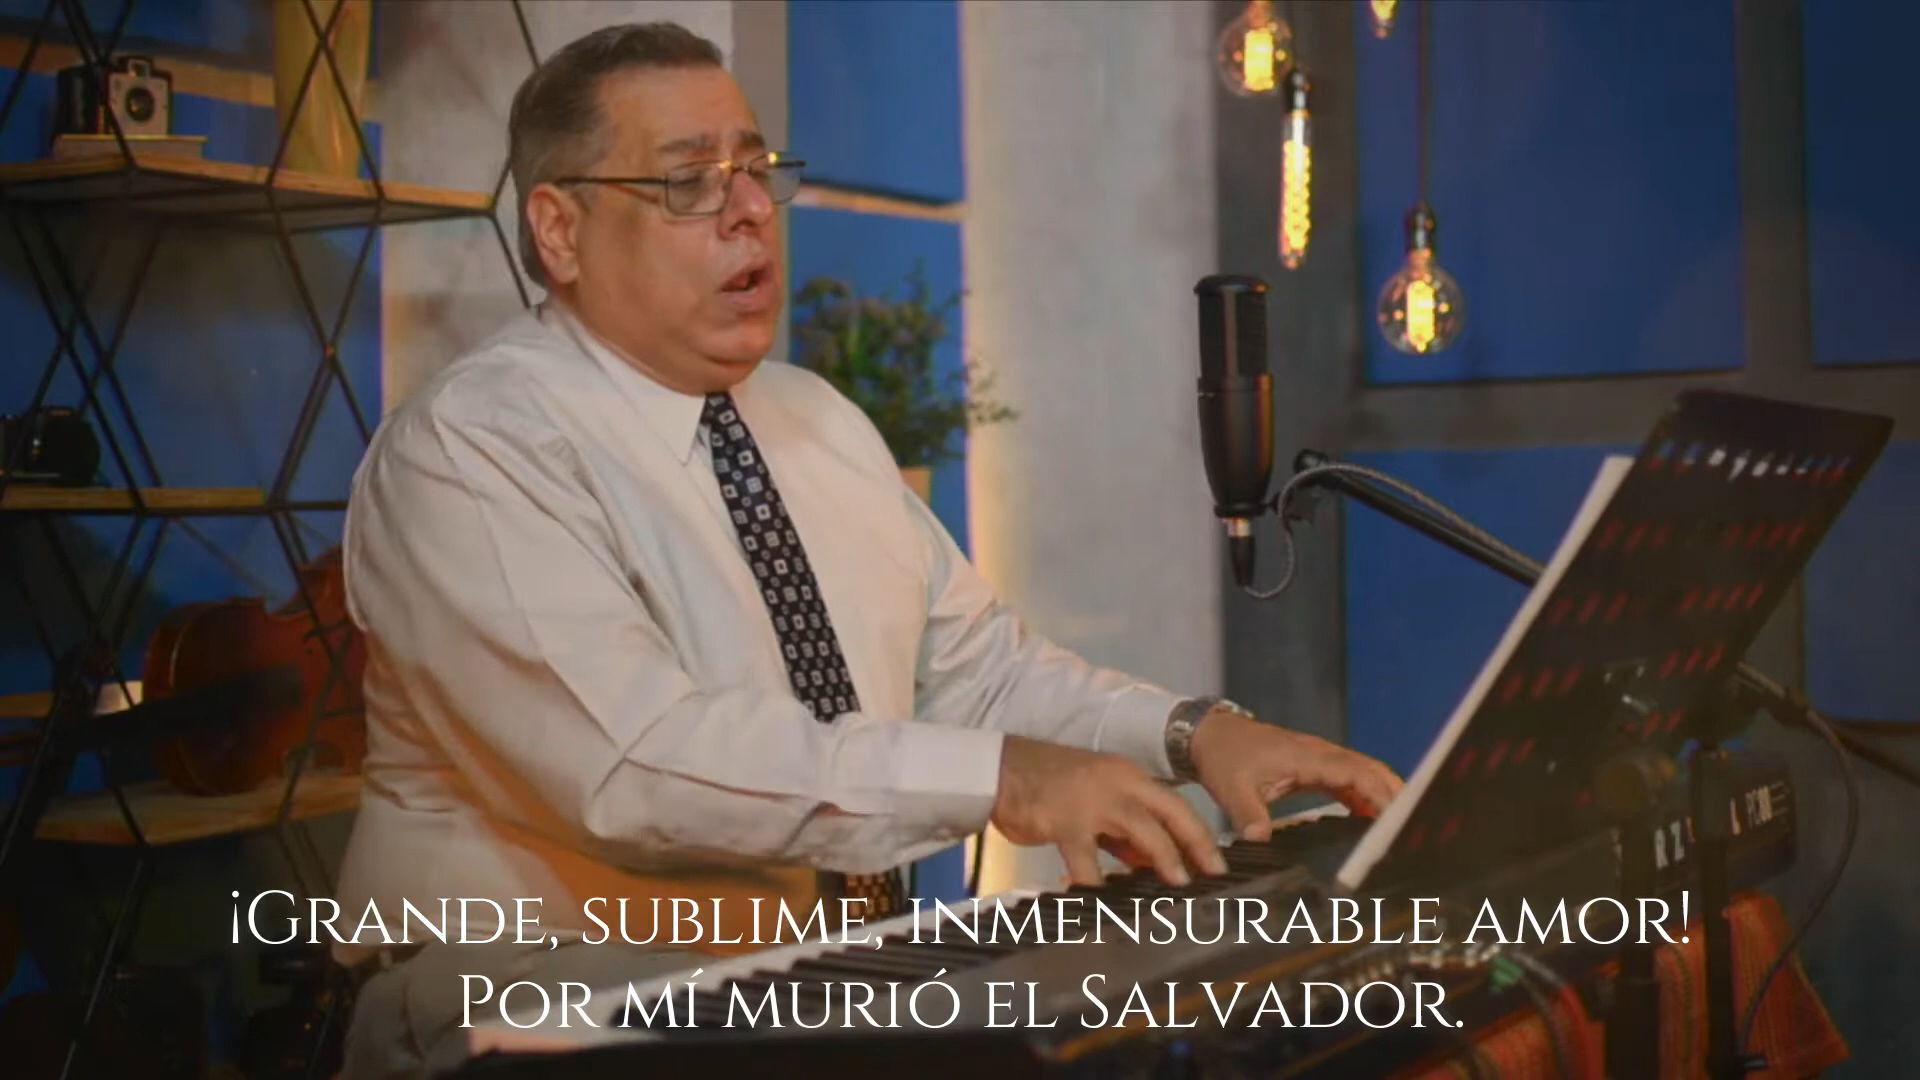 ¡Grande, sublime, inmensurable amor!
Por mí murió el Salvador.